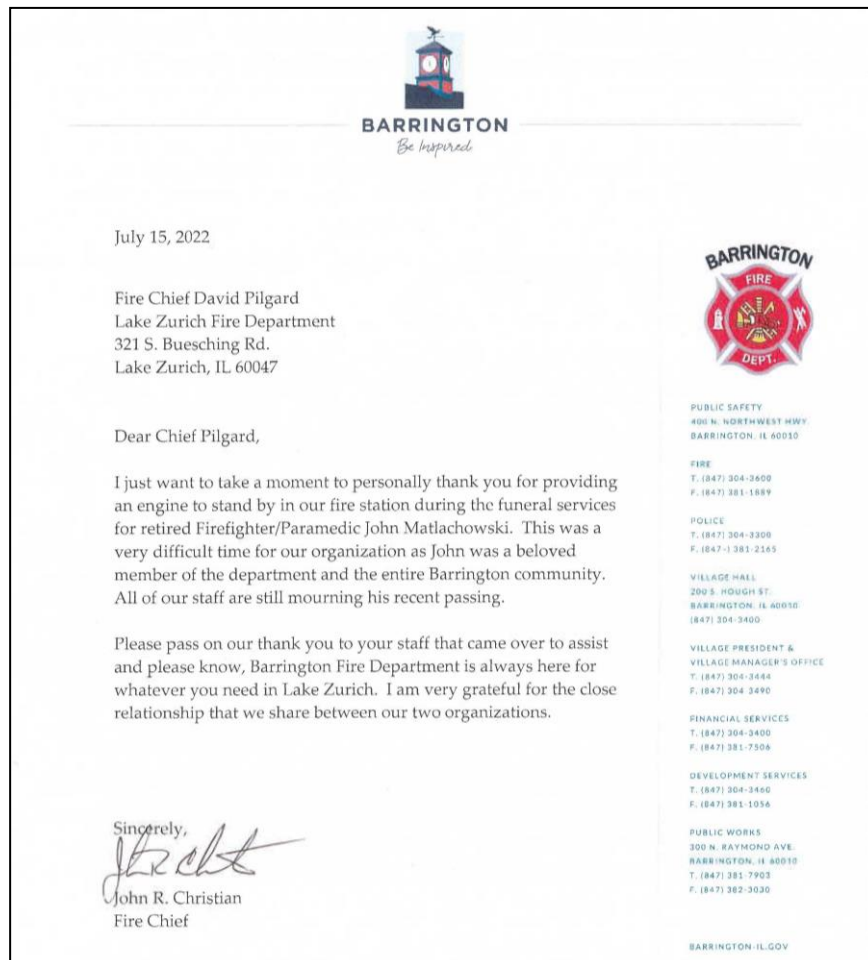 BARRINGTON
Be Inspired
July 15, 2022
Fire Chief David Pilgard
Lake Zurich Fire Department
321 S. Buesching Rd.
Lake Zurich, IL 60047
Dear Chief Pilgard,
I just want to take a moment to personally thank you for providing
an engine to stand by in our fire station during the funeral services
for retired Firefighter/Paramedic John Matlachowski. This was a
very difficult time for our organization as John was a beloved
member of the department and the entire Barrington community.
All of our staff are still mourning his recent passing.
Please pass on our thank you to your staff that came over to assist
and please know, Barrington Fire Department is always here for
whatever you need in Lake Zurich. I am very grateful for the close
relationship that we share between our two organizations.
Sincerely,
John R. Christian
Fire Chief
BARRINGTON
FIRE
DEPT.
PUBLIC SAFETY
400 N. NORTHWEST HWY.
BARRINGTON, IL 60010
FIRE
T. (847) 304-3600
F. (847) 381-1889
POLICE
T. (847) 304-3300
F. (847-) 381-2165
VILLAGE HALL
200 S. HOUGH ST.
BARRINGTON, IL 60010
(847) 304-3400
VILLAGE PRESIDENT &
VILLAGE MANAGER'S OFFICE
T. (847) 304-3444
F. (847) 304-3490
FINANCIAL SERVICES
T. (847) 304-3400
F. (847) 381-7506
DEVELOPMENT SERVICES
T. (847) 304-3460
F. (847) 381-1056
PUBLIC WORKS
300 N. RAYMOND AVE.
BARRINGTON, IL 60010
T. (847) 381-7903
F. (847) 382-3030
BARRINGTON-IL.GOV